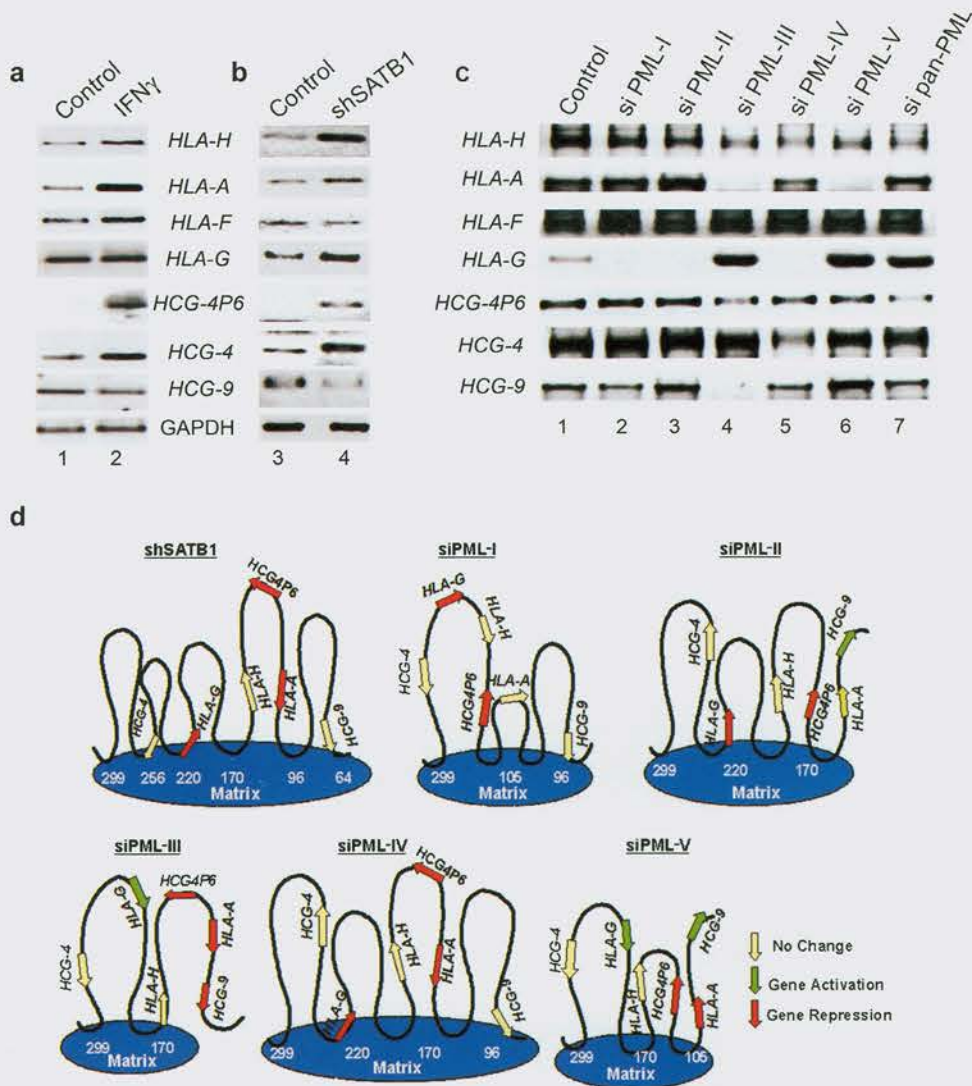 a
Control
IFNγ
b
Control
shSATB1
c
Control
si PML-I
si PML-II
si PML-III
si PML-IV
si PML-V
si pan-PML
HLA-H
HLA-A
HLA-F
HLA-G
HCG-4P6
HCG-4
HCG-9
GAPDH
1 2
3 4
HLA-H
HLA-A
HLA-F
HLA-G
HCG-4P6
HCG-4
HCG-9
1 2 3 4 5 6 7
d
shSATB1
HCG-4
HLA-G
HLA-H
HCG4P6
HLA-A
HCG-9
299 256 220 170 96 64
Matrix
siPML-I
HCG-4
HLA-G
HLA-H
HCG4P6
HLA-A
HCG-9
299 105 96
Matrix
siPML-II
HCG-4
HLA-G
HLA-H
HCG4P6
HLA-A
HCG-9
299 220 170
Matrix
siPML-III
HCG-4
HLA-G
HLA-H
HCG4P6
HLA-A
HCG-9
299 170
Matrix
siPML-IV
HCG-4
HLA-G
HLA-H
HCG4P6
HLA-A
HCG-9
299 220 170 96
Matrix
siPML-V
HCG-4
HLA-G
HLA-H
HCG4P6
HLA-A
HCG-9
299 170 105
Matrix
No Change
Gene Activation
Gene Repression